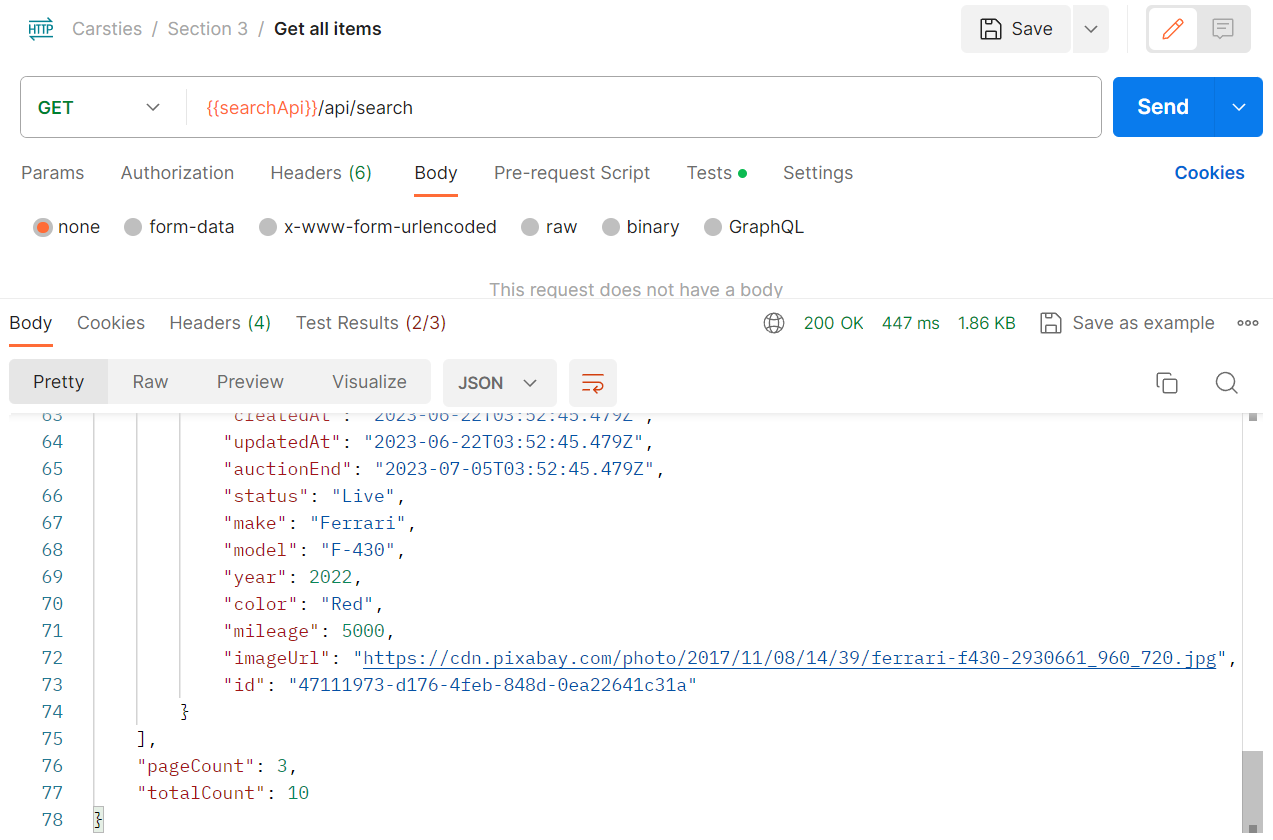 HTTP Carsties / Section 3 / Get all items Save
GET {{searchApi}}/api/search Send
Params Authorization Headers (6) Body Pre-request Script Tests Settings Cookies
none form-data x-www-form-urlencoded raw binary GraphQL
This request does not have a body
Body Cookies Headers (4) Test Results (2/3) 200 OK 447 ms 1.86 KB Save as example
Pretty Raw Preview Visualize JSON
63 "createdAt": "2023-06-22T03:52:45.479Z",
64 "updatedAt": "2023-06-22T03:52:45.479Z",
65 "auctionEnd": "2023-07-05T03:52:45.479Z",
66 "status": "Live",
67 "make": "Ferrari",
68 "model": "F-430",
69 "year": 2022,
70 "color": "Red",
71 "mileage": 5000,
72 "imageUrl": "https://cdn.pixabay.com/photo/2017/11/08/14/39/ferrari-f430-2930661_960_720.jpg",
73 "id": "47111973-d176-4feb-848d-0ea22641c31a"
74 }
75 ],
76 "pageCount": 3,
77 "totalCount": 10
78 }